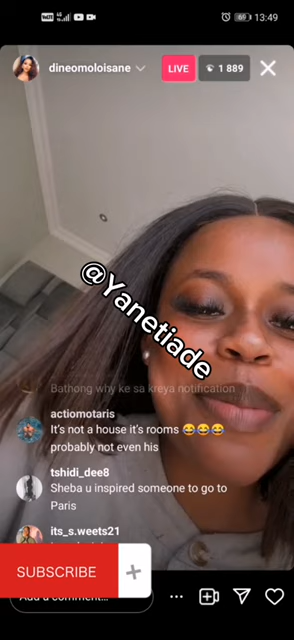 13:49
dineomoloisane
LIVE
1 889
@Yanetiade
Bathong why ke sa kreya notification
actiomotaris
It's not a house it's rooms 😂😂😂
probably not even his
tshidi_dee8
Sheba u inspired someone to go to
Paris
its_s.weets21
SUBSCRIBE
Add a comment...